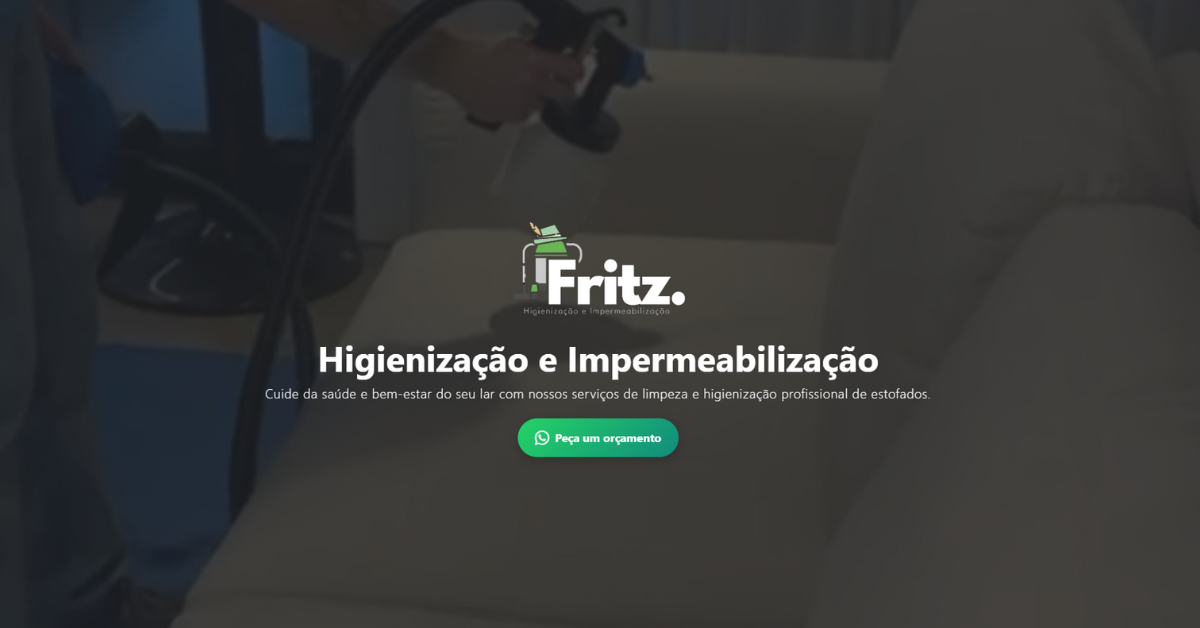 Fritz.
Higienização e Impermeabilização
Higienização e Impermeabilização
Cuide da saúde e bem-estar do seu lar com nossos serviços de limpeza e higienização profissional de estofados.
Peça um orçamento